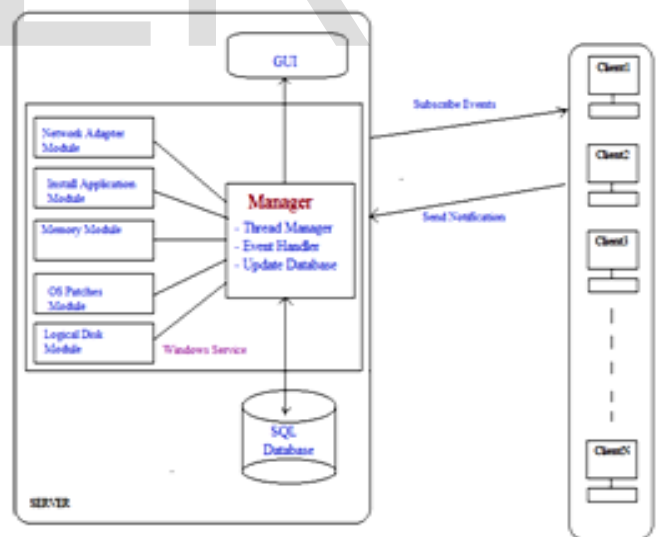 GUI
Network Adapter
Module
Install Application
Module
Memory Module
OS Patches
Module
Logical Disk
Module
Manager
- Thread Manager
- Event Handler
- Update Database
Windows Service
SQL
Database
SERVER
Subscribe Events
Send Notification
Client1
Client2
Client3
ClientN